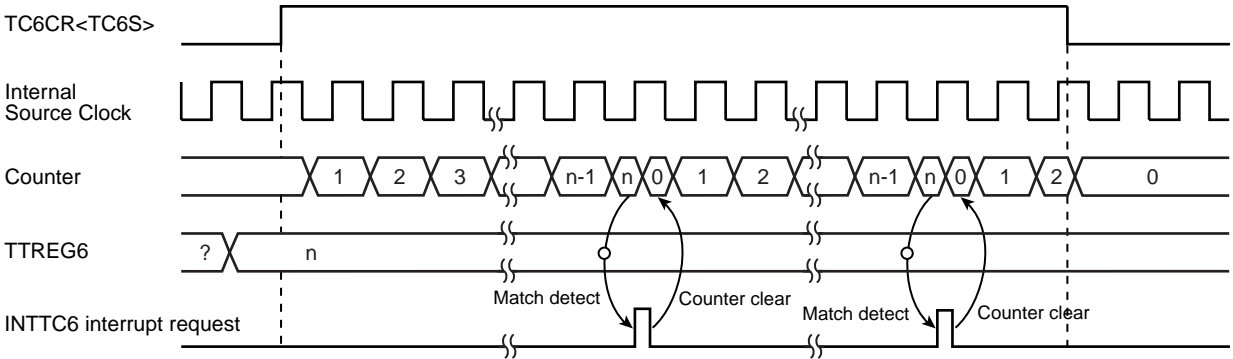 TC6CR<TC6S>
Internal
Source Clock
Counter
1 2 3 n-1 n 0 1 2 n-1 n 0 1 2 0
TTREG6
? n
Match detect Counter clear Match detect Counter clear
INTTC6 interrupt request